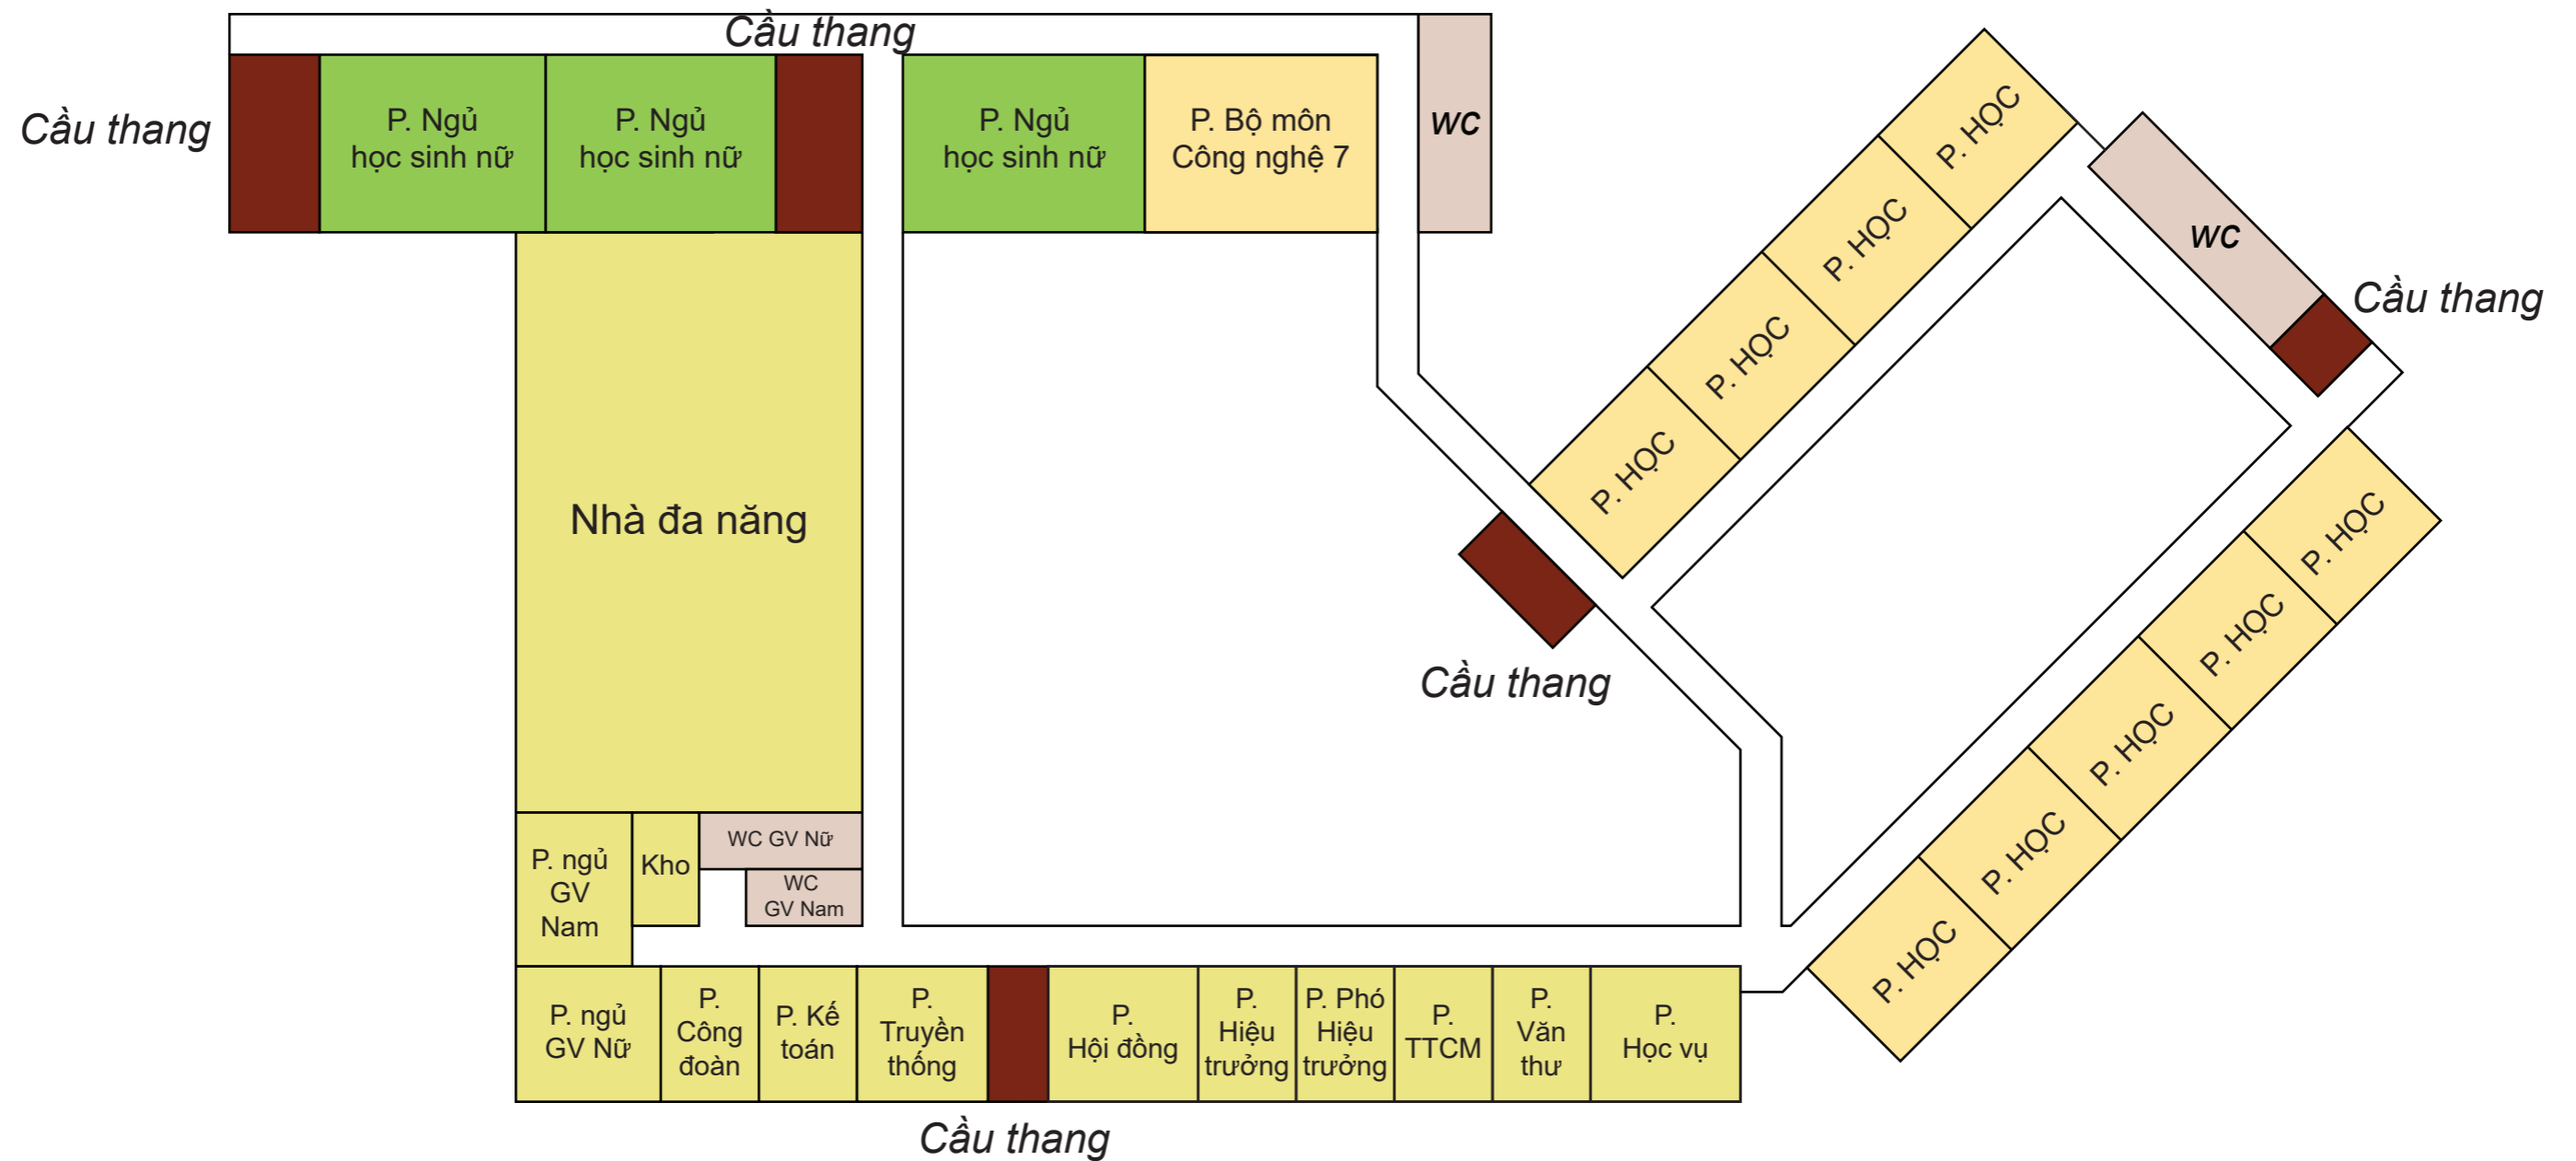 Cầu thang
Cầu thang
P. Ngủ
học sinh nữ
P. Ngủ
học sinh nữ
P. Ngủ
học sinh nữ
P. Bộ môn
Công nghệ 7
WC
P. HỌC
P. HỌC
P. HỌC
P. HỌC
WC
Cầu thang
Nhà đa năng
Cầu thang
P. HỌC
P. HỌC
P. HỌC
P. HỌC
P. HỌC
P. ngủ
GV
Nam
Kho
WC GV Nữ
WC
GV Nam
P. ngủ
GV Nữ
P.
Công
đoàn
P. Kế
toán
P.
Truyền
thống
P.
Hội đồng
P.
Hiệu
trưởng
P. Phó
Hiệu
trưởng
P.
TTCM
P.
Văn
thư
P.
Học vụ
Cầu thang